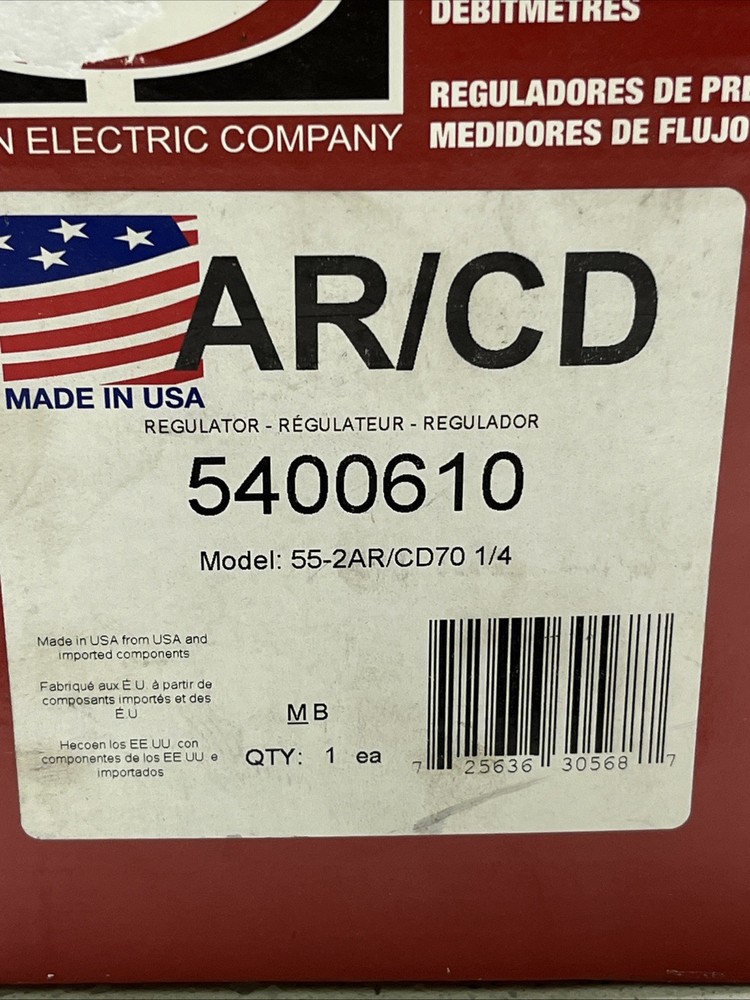 DÉBITMÈTRES
REGULADORES DE
MEDIDORES DE FLUJO
ELECTRIC COMPANY
AR/CD
MADE IN USA
REGULATOR - RÉGULATEUR - REGULADOR
5400610
Model: 55-2AR/CD70 1/4
Made in USA from USA and
imported components
Fabriqué aux É.U. à partir de
composants importés et des
É.U
Hecoen los EE.UU. con
componentes de los EE UU e
importados
MB
QTY: 1 ea
7 25636 30568 7